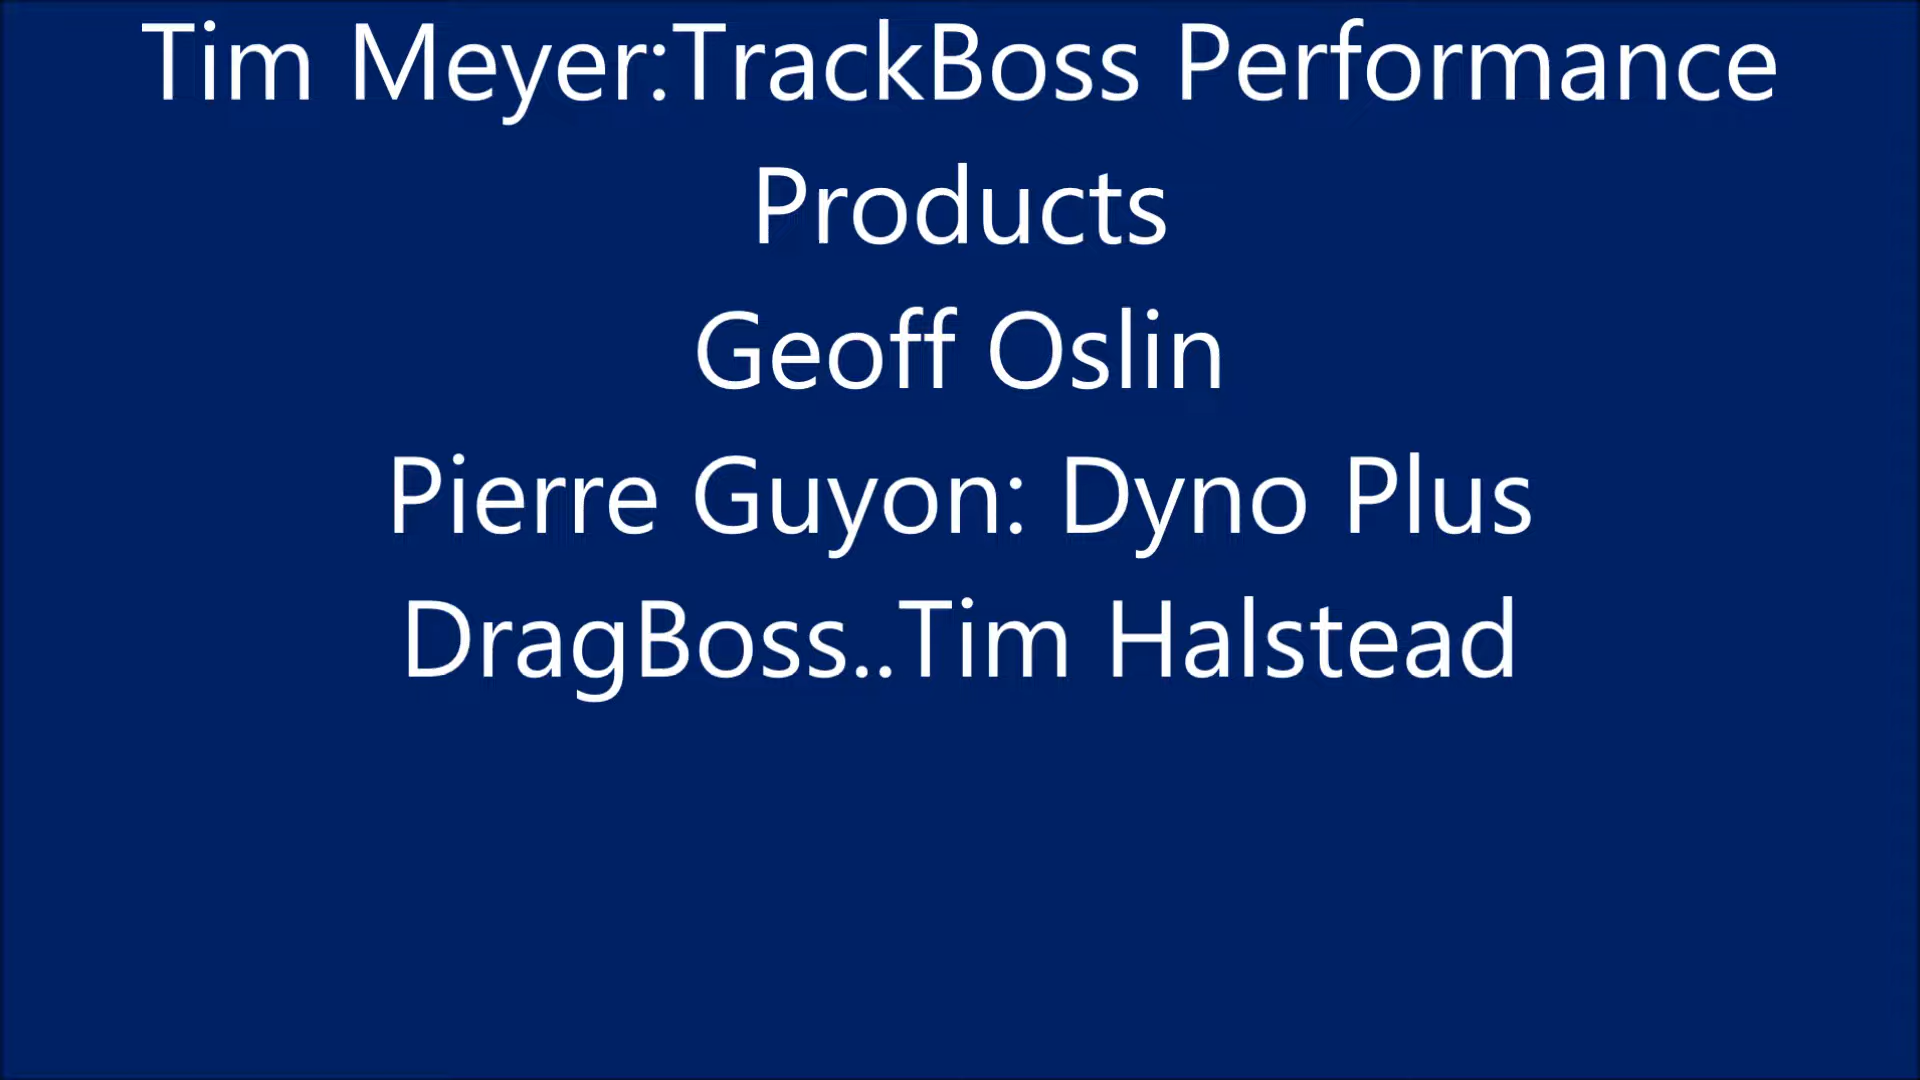 Tim Meyer:TrackBoss Performance
Products
Geoff Oslin
Pierre Guyon: Dyno Plus
DragBoss..Tim Halstead